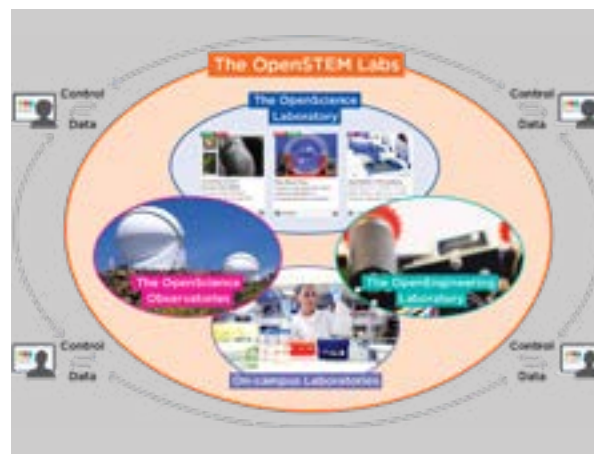 The OpenSTEM Labs
Control
Data
Control
Data
The OpenScience
Laboratory
The OpenScience
Observatories
The OpenEngineering
Laboratory
Control
Data
Control
Data
On-campus Laboratories